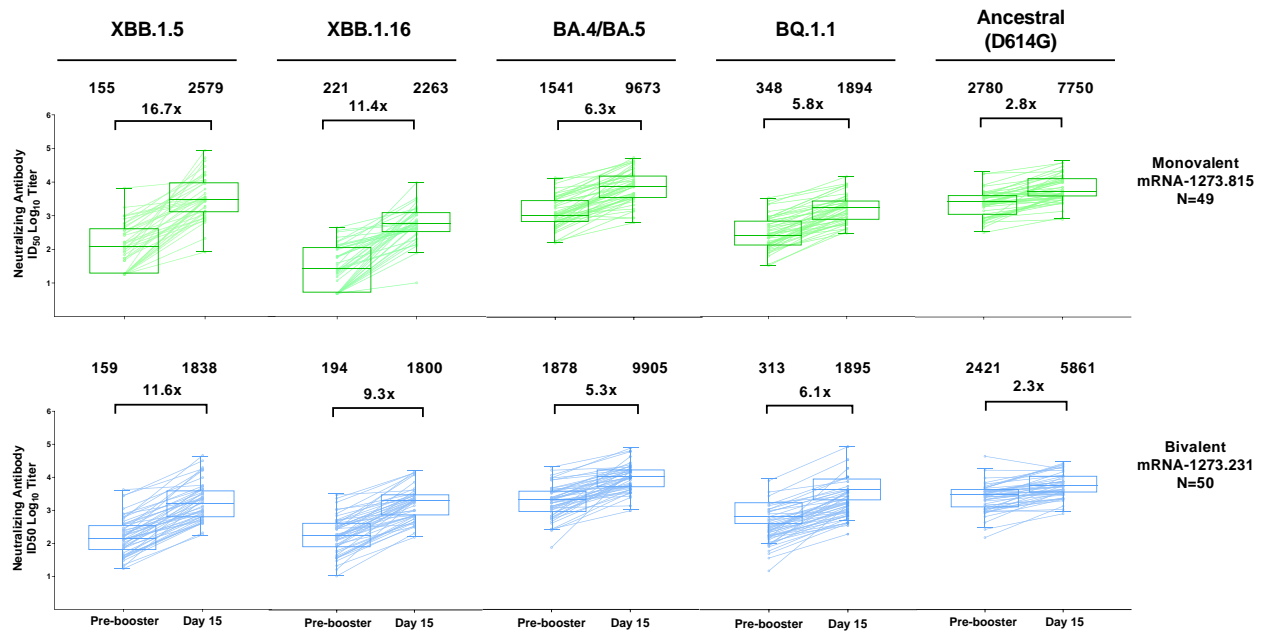 XBB.1.5 XBB.1.16 BA.4/BA.5 BQ.1.1 Ancestral
(D614G)
155 2579 221 2263 1541 9673 348 1894 2780 7750
16.7x 11.4x 6.3x 5.8x 2.8x
Neutralizing Antibody
ID50 Log10 Titer
6
5
4
3
2
1
Monovalent
mRNA-1273.815
N=49
159 1838 194 1800 1878 9905 313 1895 2421 5861
11.6x 9.3x 5.3x 6.1x 2.3x
Neutralizing Antibody
ID50 Log10 Titer
6
5
4
3
2
1
Bivalent
mRNA-1273.231
N=50
Pre-booster Day 15 Pre-booster Day 15 Pre-booster Day 15 Pre-booster Day 15 Pre-booster Day 15